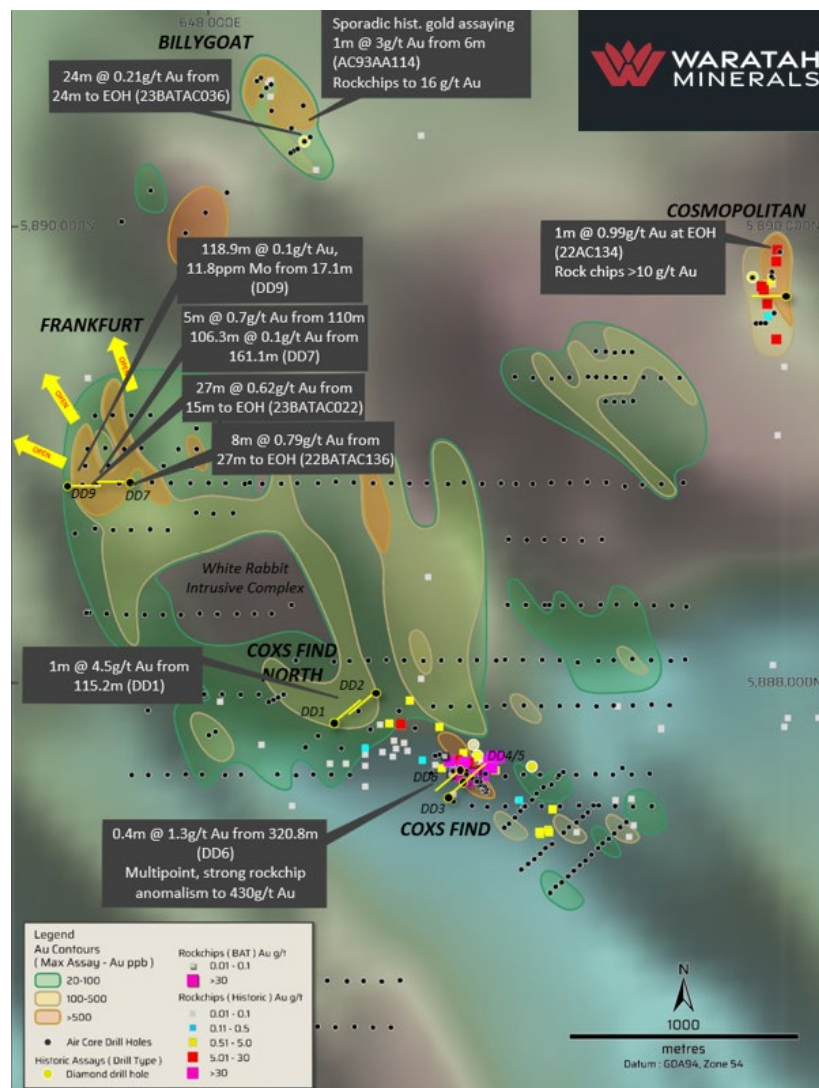 648,000E
BILLYGOAT
Sporadic hist. gold assaying
1m @ 3g/t Au from 6m
(AC93AA114)
Rockchips to 16 g/t Au
WARATAH
MINERALS
24m @ 0.21g/t Au from
24m to EOH (23BATAC036)
5,890,000N
5,890,000N
COSMOPOLITAN
1m @ 0.99g/t Au at EOH
(22AC134)
Rock chips >10 g/t Au
118.9m @ 0.1g/t Au,
11.8ppm Mo from 17.1m
(DD9)
FRANKFURT
5m @ 0.7g/t Au from 110m
106.3m @ 0.1g/t Au from
161.1m (DD7)
OPEN
OPEN
OPEN
27m @ 0.62g/t Au from
15m to EOH (23BATAC022)
8m @ 0.79g/t Au from
27m to EOH (22BATAC136)
DD9
DD7
White Rabbit
Intrusive Complex
COXS FIND
NORTH
1m @ 4.5g/t Au from
115.2m (DD1)
DD2
DD1
5,888,000N
DD4/5
DD6
DD3
COXS FIND
0.4m @ 1.3g/t Au from 320.8m
(DD6)
Multipoint, strong rockchip
anomalism to 430g/t Au
Legend
Au Contours
( Max Assay - Au ppb )
20-100
100-500
>500
Air Core Drill Holes
Historic Assays ( Drill Type )
Diamond drill hole
Rockchips ( BAT ) Au g/t
0.01 - 0.1
>30
Rockchips ( Historic ) Au g/t
0.01 - 0.1
0.11 - 0.5
0.51 - 5.0
5.01 - 30
>30
N
1000
metres
Datum : GDA94, Zone 54